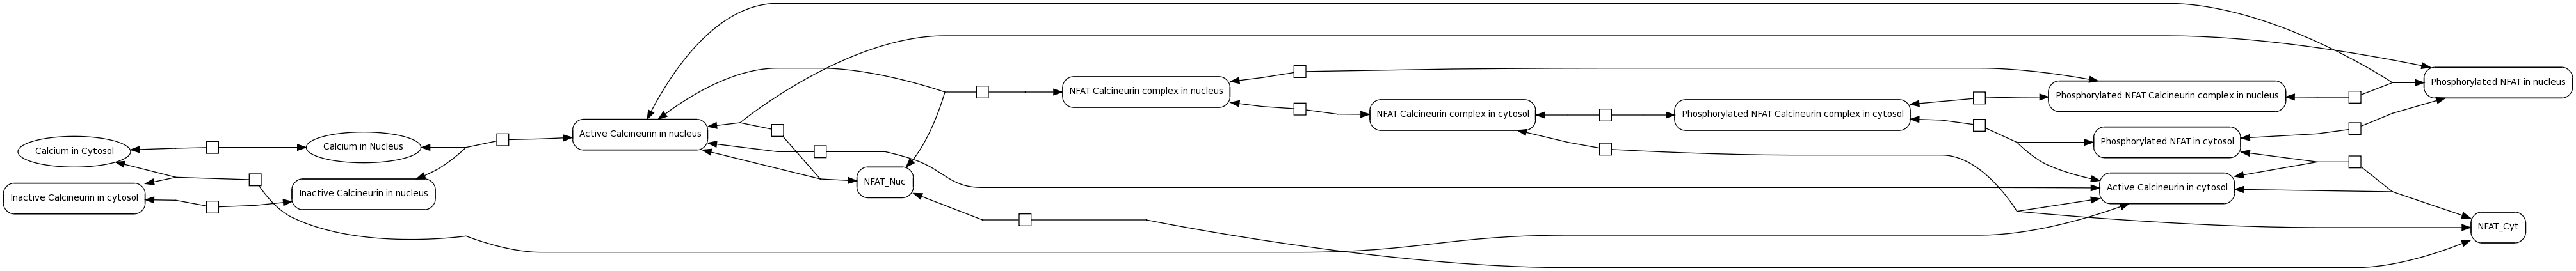 Calcium in Cytosol
Inactive Calcineurin in cytosol
Calcium in Nucleus
Inactive Calcineurin in nucleus
Active Calcineurin in nucleus
NFAT_Nuc
NFAT Calcineurin complex in nucleus
NFAT Calcineurin complex in cytosol
Phosphorylated NFAT Calcineurin complex in cytosol
Phosphorylated NFAT Calcineurin complex in nucleus
Phosphorylated NFAT in cytosol
Active Calcineurin in cytosol
Phosphorylated NFAT in nucleus
NFAT_Cyt